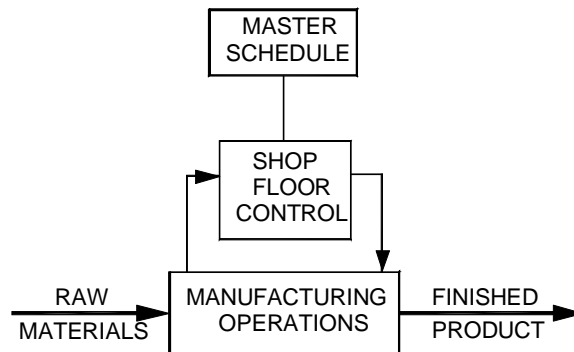 MASTER
SCHEDULE
SHOP
FLOOR
CONTROL
RAW
MATERIALS
MANUFACTURING
OPERATIONS
FINISHED
PRODUCT